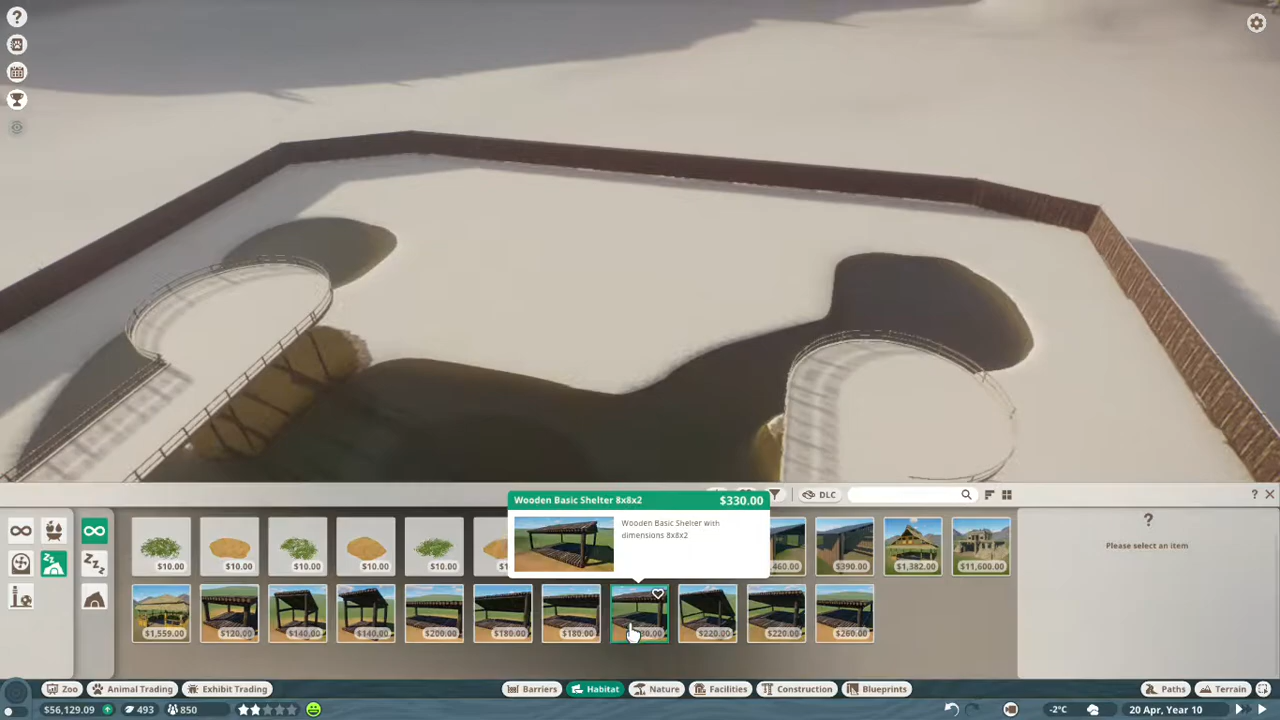 DLC
Wooden Basic Shelter 8x8x2 $330.00
Wooden Basic Shelter with
dimensions 8x8x2
$10.00 $10.00 $10.00 $10.00 $10.00 $390.00 $1,382.00 $11,600.00
$1,559.00 $120.00 $140.00 $140.00 $200.00 $180.00 $180.00 $220.00 $220.00 $260.00
?
Please select an item
Zoo Animal Trading Exhibit Trading Barriers Habitat Nature Facilities Construction Blueprints Paths Terrain
$56,129.09 493 850 -2°C 20 Apr, Year 10